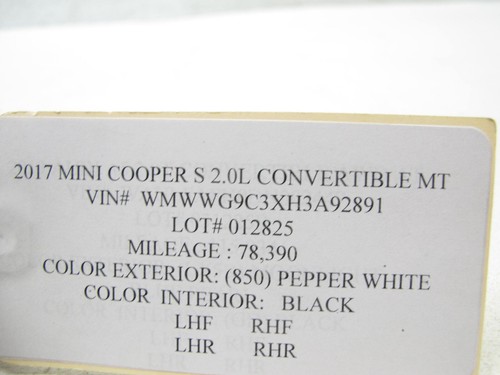 2017 MINI COOPER S 2.0L CONVERTIBLE MT
VIN# WMWWG9C3XH3A92891
LOT# 012825
MILEAGE : 78,390
COLOR EXTERIOR: (850) PEPPER WHITE
COLOR INTERIOR: BLACK
LHF RHF
LHR RHR